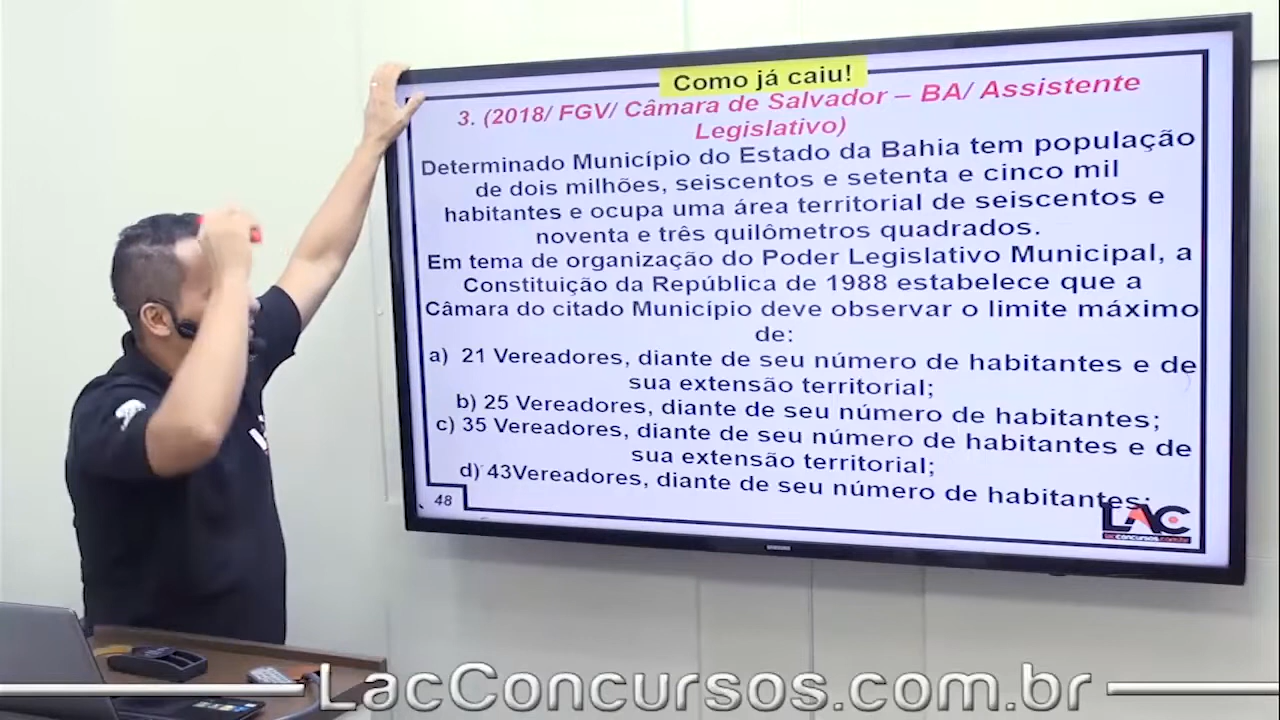 Como já caiu!
3. (2018/ FGV/ Câmara de Salvador – BA/ Assistente
Legislativo)
Determinado Município do Estado da Bahia tem população
de dois milhões, seiscentos e setenta e cinco mil
habitantes e ocupa uma área territorial de seiscentos e
noventa e três quilômetros quadrados.
Em tema de organização do Poder Legislativo Municipal, a
Constituição da República de 1988 estabelece que a
Câmara do citado Município deve observar o limite máximo
de:
a) 21 Vereadores, diante de seu número de habitantes e de
sua extensão territorial;
b) 25 Vereadores, diante de seu número de habitantes;
c) 35 Vereadores, diante de seu número de habitantes e de
sua extensão territorial;
d) 43Vereadores, diante de seu número de habitantes;
48
LAC
lacconcursos.com.br
SAMSUNG
LacConcursos.com.br